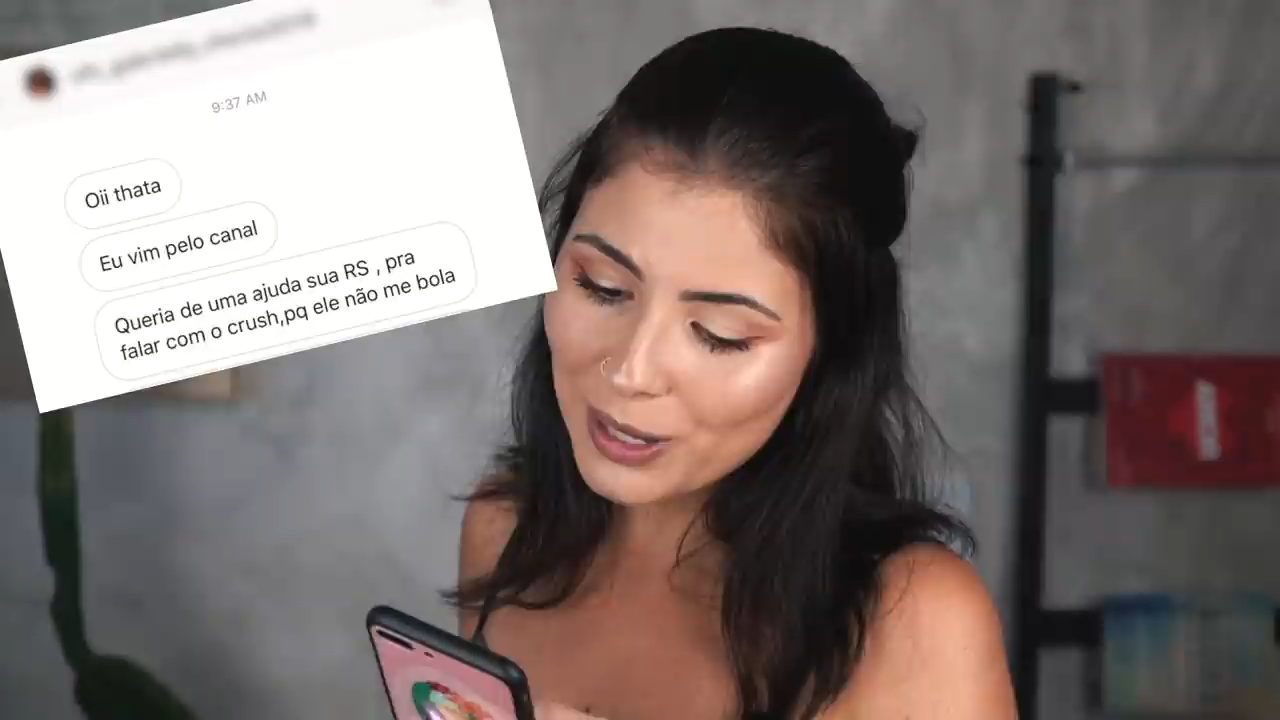 9:37 AM
Oii thata
Eu vim pelo canal
Queria de uma ajuda sua RS , pra
falar com o crush,pq ele não me bola